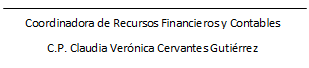 Coordinadora de Recursos Financieros y Contables
C.P. Claudia Verónica Cervantes Gutiérrez